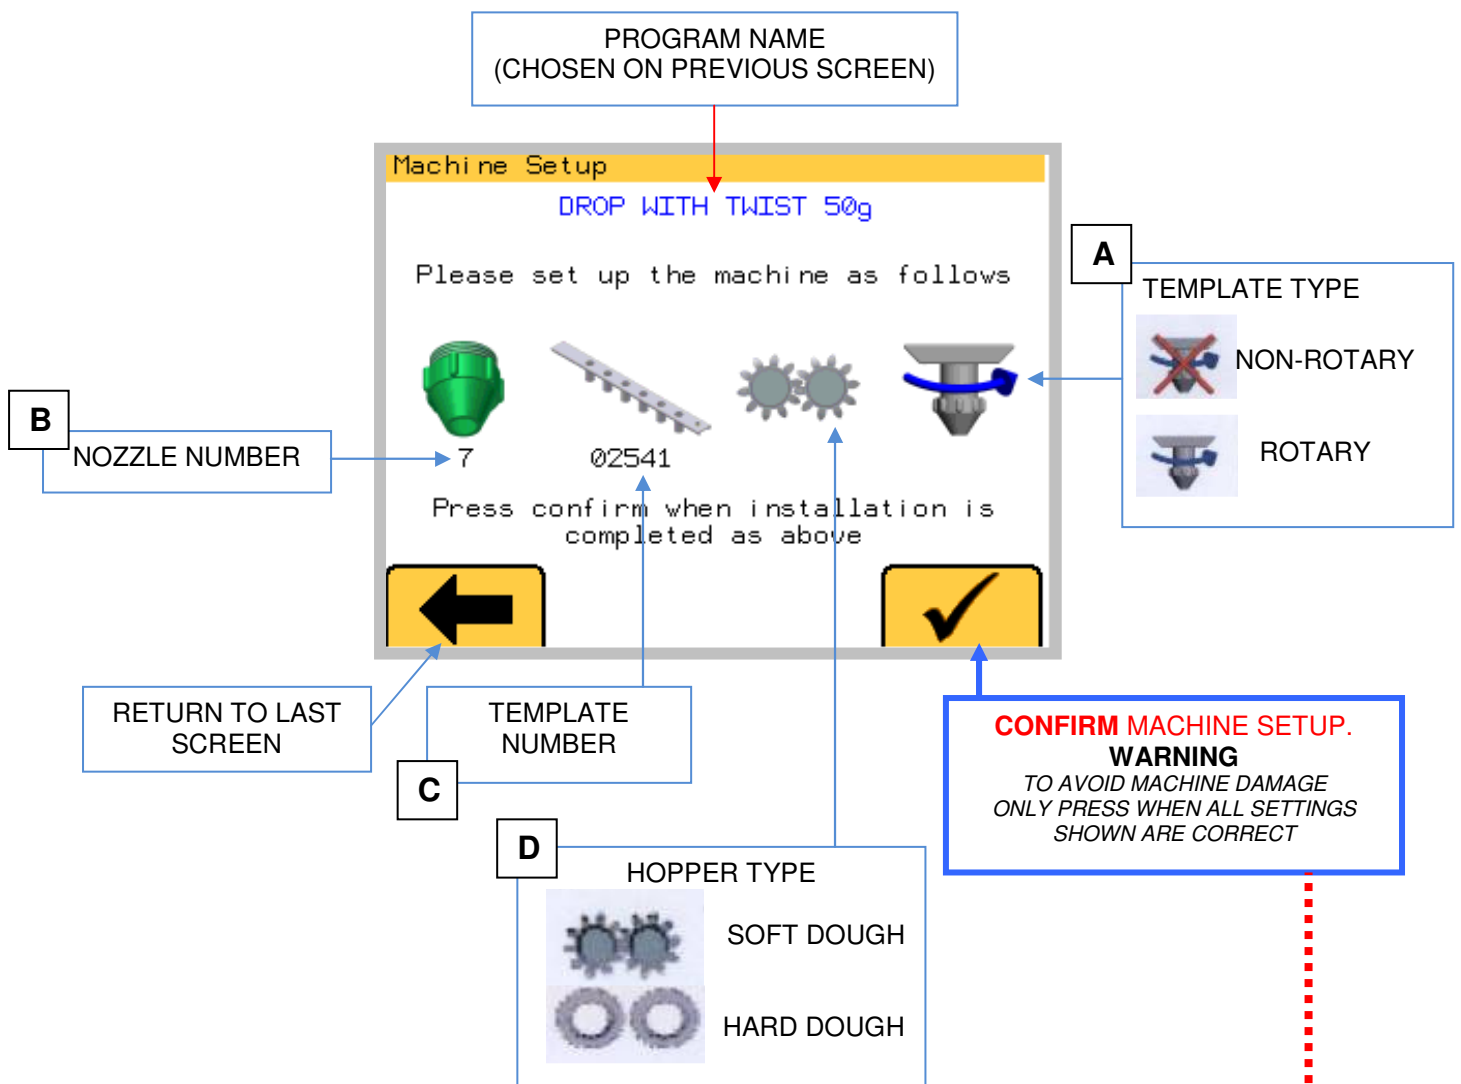 PROGRAM NAME
(CHOSEN ON PREVIOUS SCREEN)
Machine Setup
DROP WITH TWIST 50g
Please set up the machine as follows
A
TEMPLATE TYPE
NON-ROTARY
ROTARY
B
NOZZLE NUMBER
7
02541
Press confirm when installation is
completed as above
RETURN TO LAST
SCREEN
TEMPLATE
NUMBER
C
CONFIRM MACHINE SETUP.
WARNING
TO AVOID MACHINE DAMAGE
ONLY PRESS WHEN ALL SETTINGS
SHOWN ARE CORRECT
D
HOPPER TYPE
SOFT DOUGH
HARD DOUGH